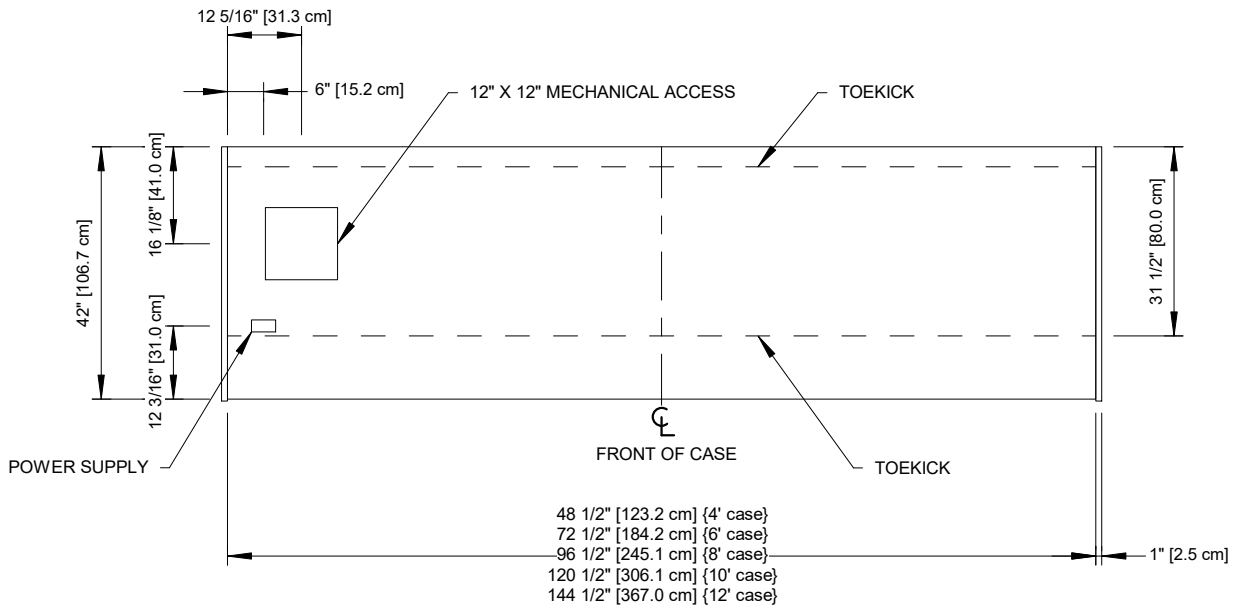 12 5/16" [31.3 cm]
6" [15.2 cm]
12" X 12" MECHANICAL ACCESS
TOEKICK
42" [106.7 cm]
16 1/8" [41.0 cm]
12 3/16" [31.0 cm]
31 1/2" [80.0 cm]
POWER SUPPLY
CL
FRONT OF CASE
TOEKICK
48 1/2" [123.2 cm] {4' case}
72 1/2" [184.2 cm] {6' case}
96 1/2" [245.1 cm] {8' case}
120 1/2" [306.1 cm] {10' case}
144 1/2" [367.0 cm] {12' case}
1" [2.5 cm]